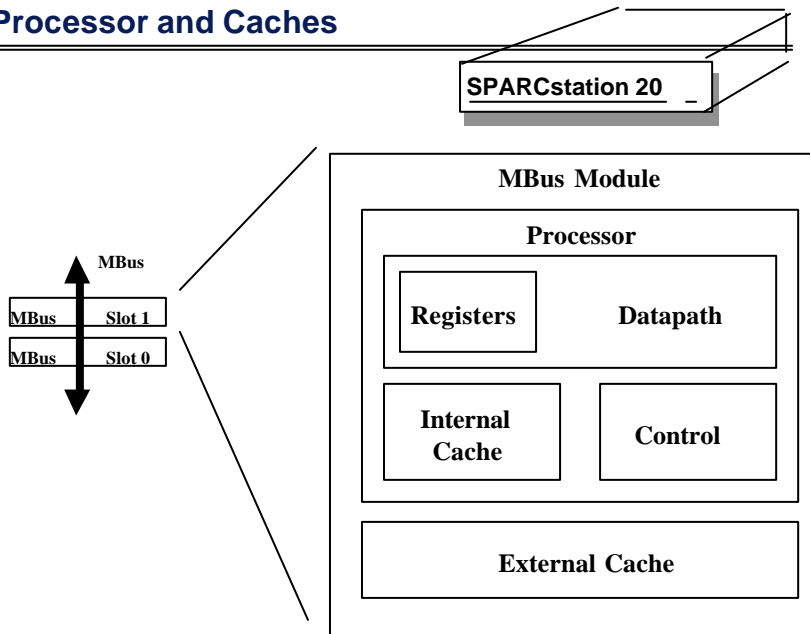 Processor and Caches
SPARCstation 20
MBus Module
Processor
MBus
Registers
Datapath
MBus Slot 1
MBus Slot 0
Internal
Cache
Control
External Cache